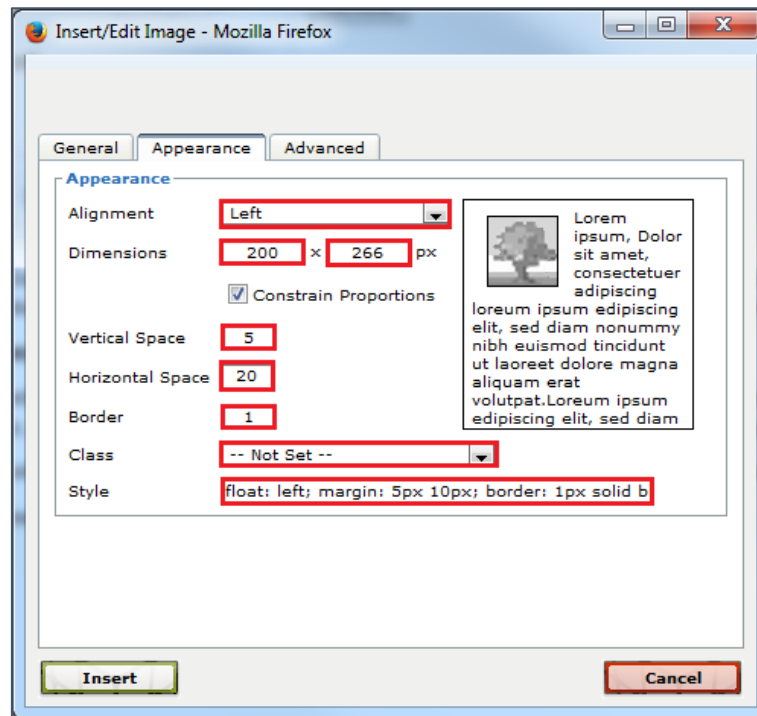 Insert/Edit Image - Mozilla Firefox
General Appearance Advanced
Appearance
Alignment Left
Dimensions 200 x 266 px
Constrain Proportions
Vertical Space 5
Horizontal Space 20
Border 1
Class -- Not Set --
Style float: left; margin: 5px 10px; border: 1px solid b
Lorem
ipsum, Dolor
sit amet,
consectetuer
adipiscing
loreum ipsum edipiscing
elit, sed diam nonummy
nibh euismod tincidunt
ut laoreet dolore magna
aliquam erat
volutpat.Loreum ipsum
edipiscing elit, sed diam
Insert Cancel